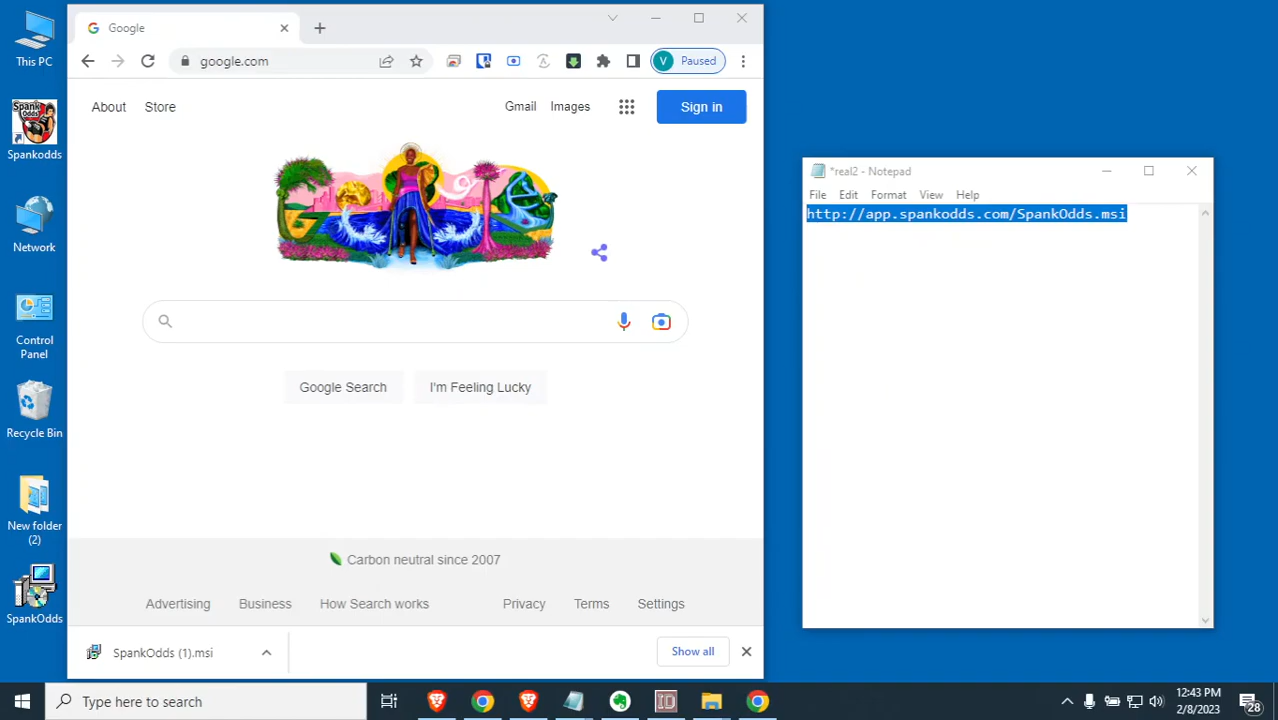 This PC
Spank
Odds
Spankodds
Network
Control
Panel
Recycle Bin
New folder
(2)
SpankOdds
Google
google.com
V
Paused
About
Store
Gmail
Images
Sign in
Google Search
I'm Feeling Lucky
Carbon neutral since 2007
Advertising
Business
How Search works
Privacy
Terms
Settings
SpankOdds (1).msi
Show all
*real2 - Notepad
File
Edit
Format
View
Help
http://app.spankodds.com/SpankOdds.msi
Type here to search
ID
12:43 PM
2/8/2023
28